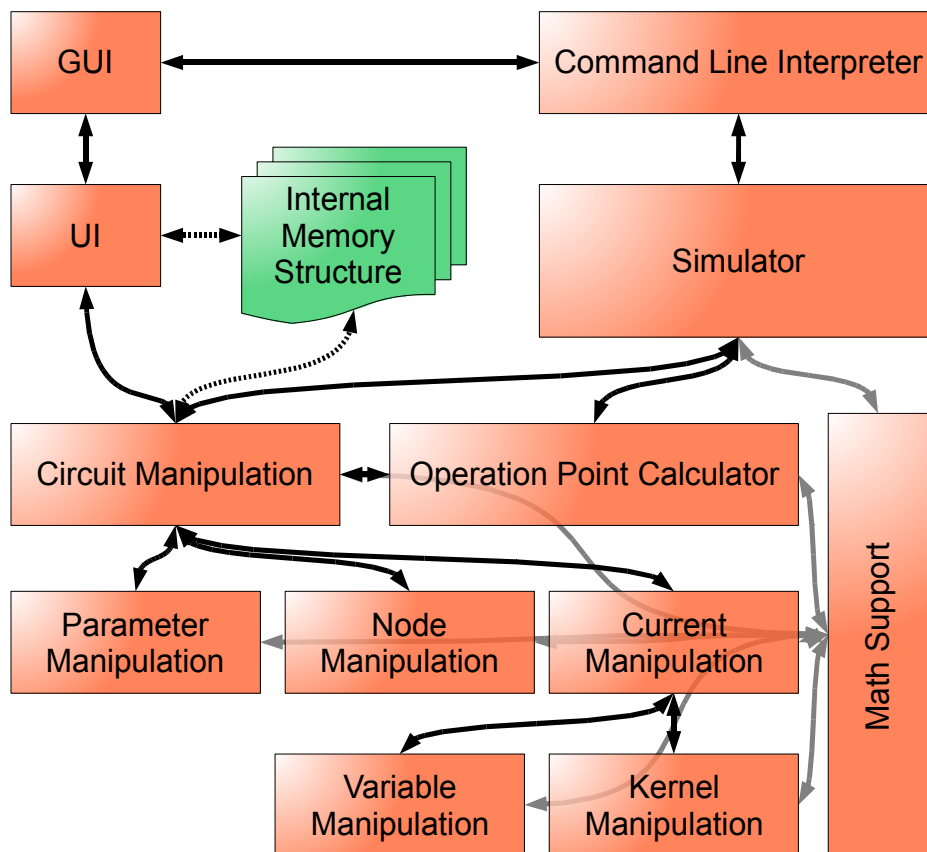 GUI
Command Line Interpreter
UI
Internal
Memory
Structure
Simulator
Circuit Manipulation
Operation Point Calculator
Parameter
Manipulation
Node
Manipulation
Current
Manipulation
Math Support
Variable
Manipulation
Kernel
Manipulation